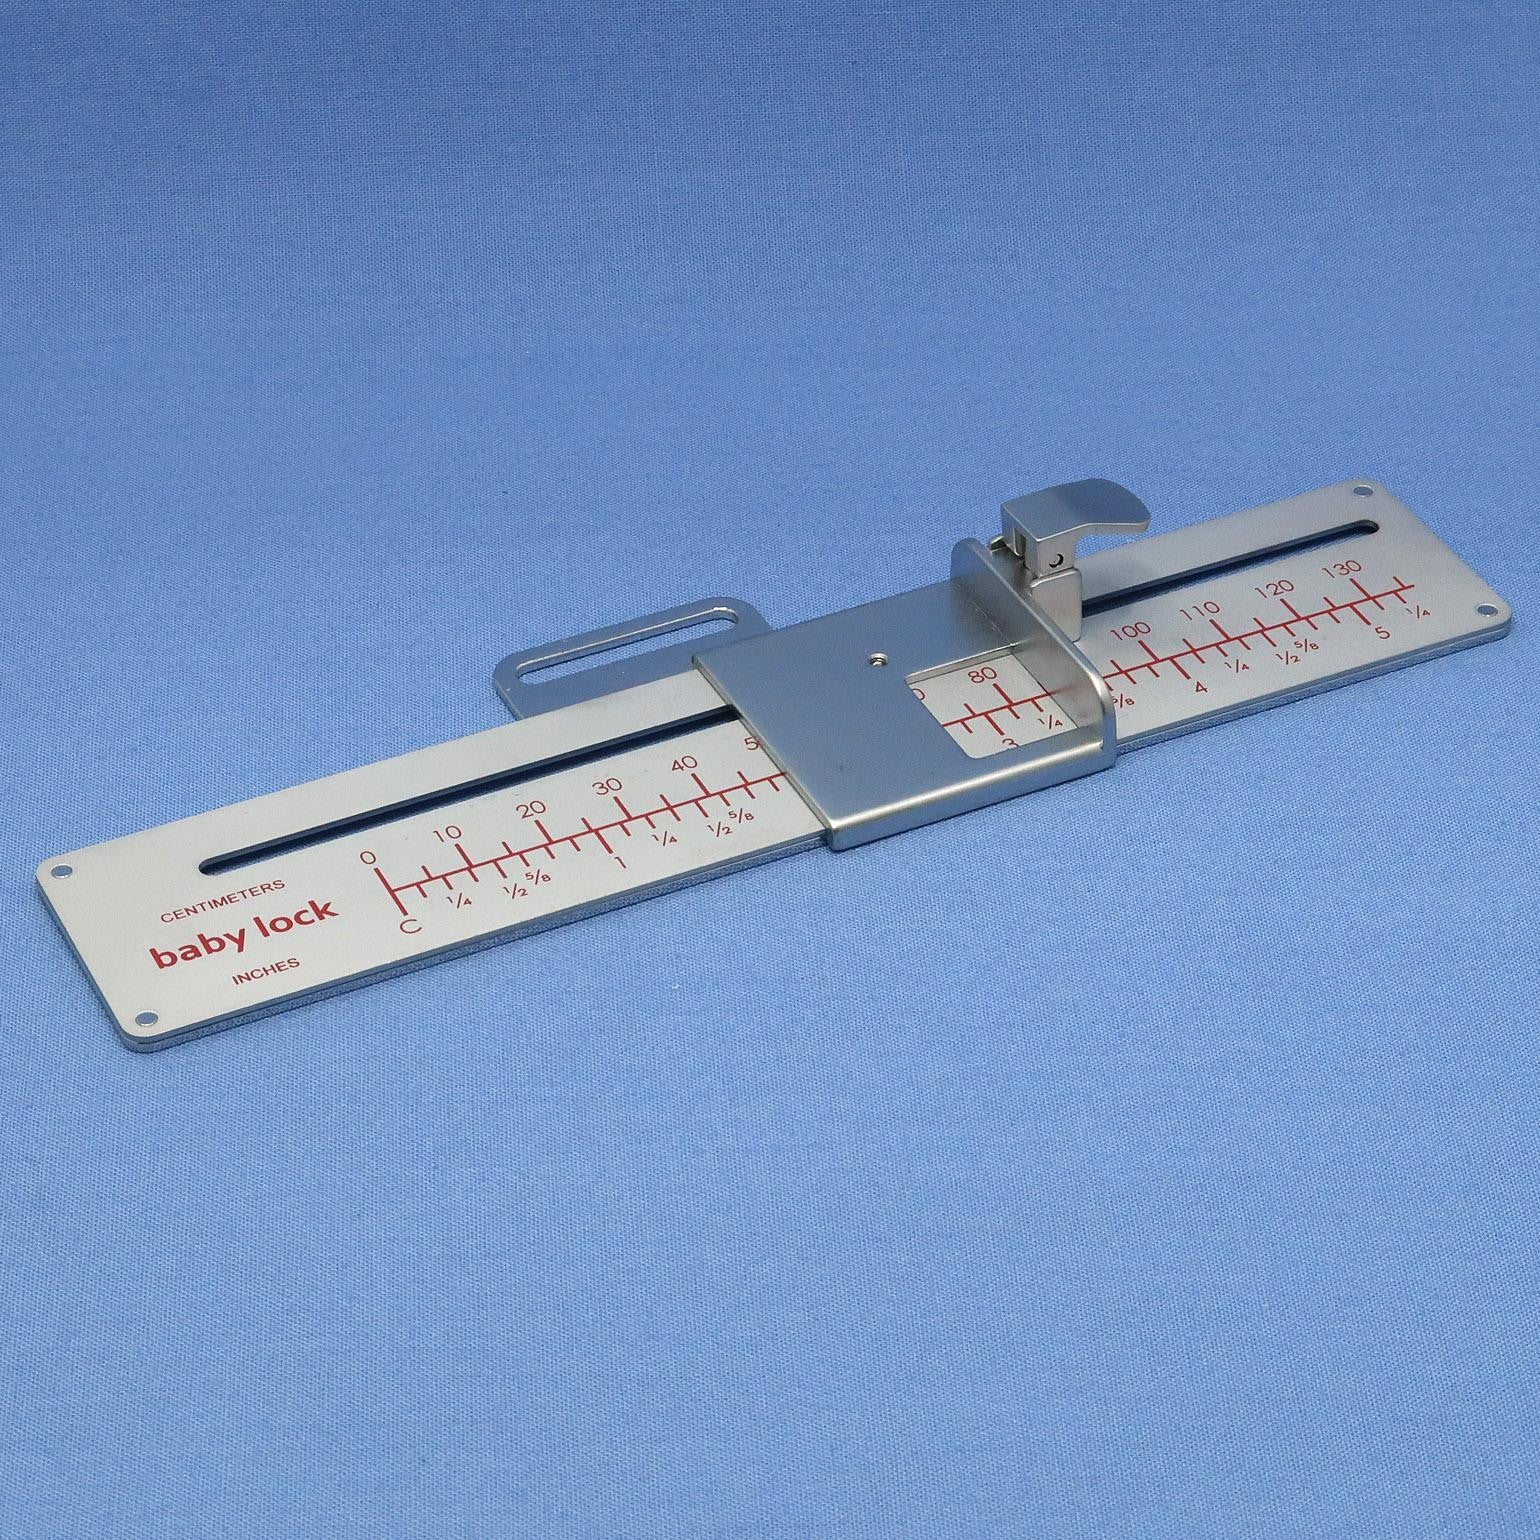 CENTIMETERS
baby lock
INCHES
0 10 20 30 40 5 80 100 110 120 130
C 1/4 1/2 5/8 1 1/4 1/2 5/8 3 1/4 5/8 4 1/4 1/2 5/8 5 1/4